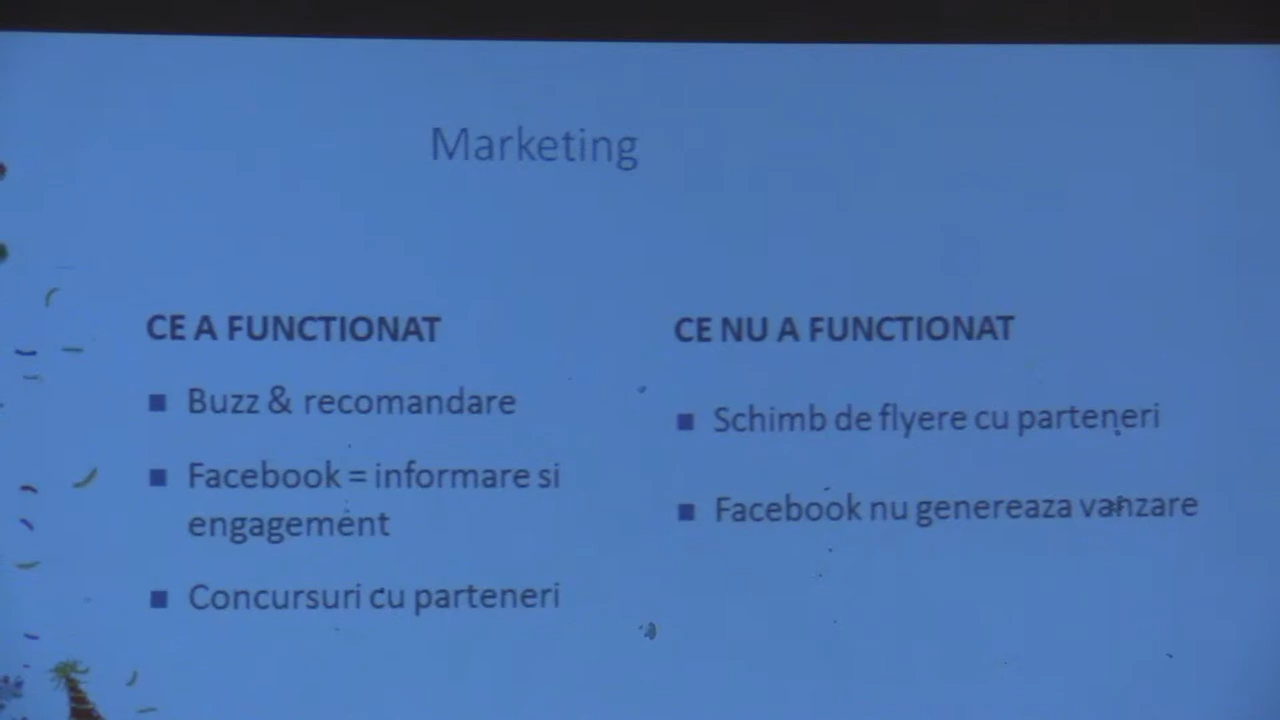 Marketing
CE A FUNCTIONAT
Buzz & recomandare
Facebook = informare si
engagement
Concursuri cu parteneri
CE NU A FUNCTIONAT
Schimb de flyere cu parteneri
Facebook nu genereaza vanzare